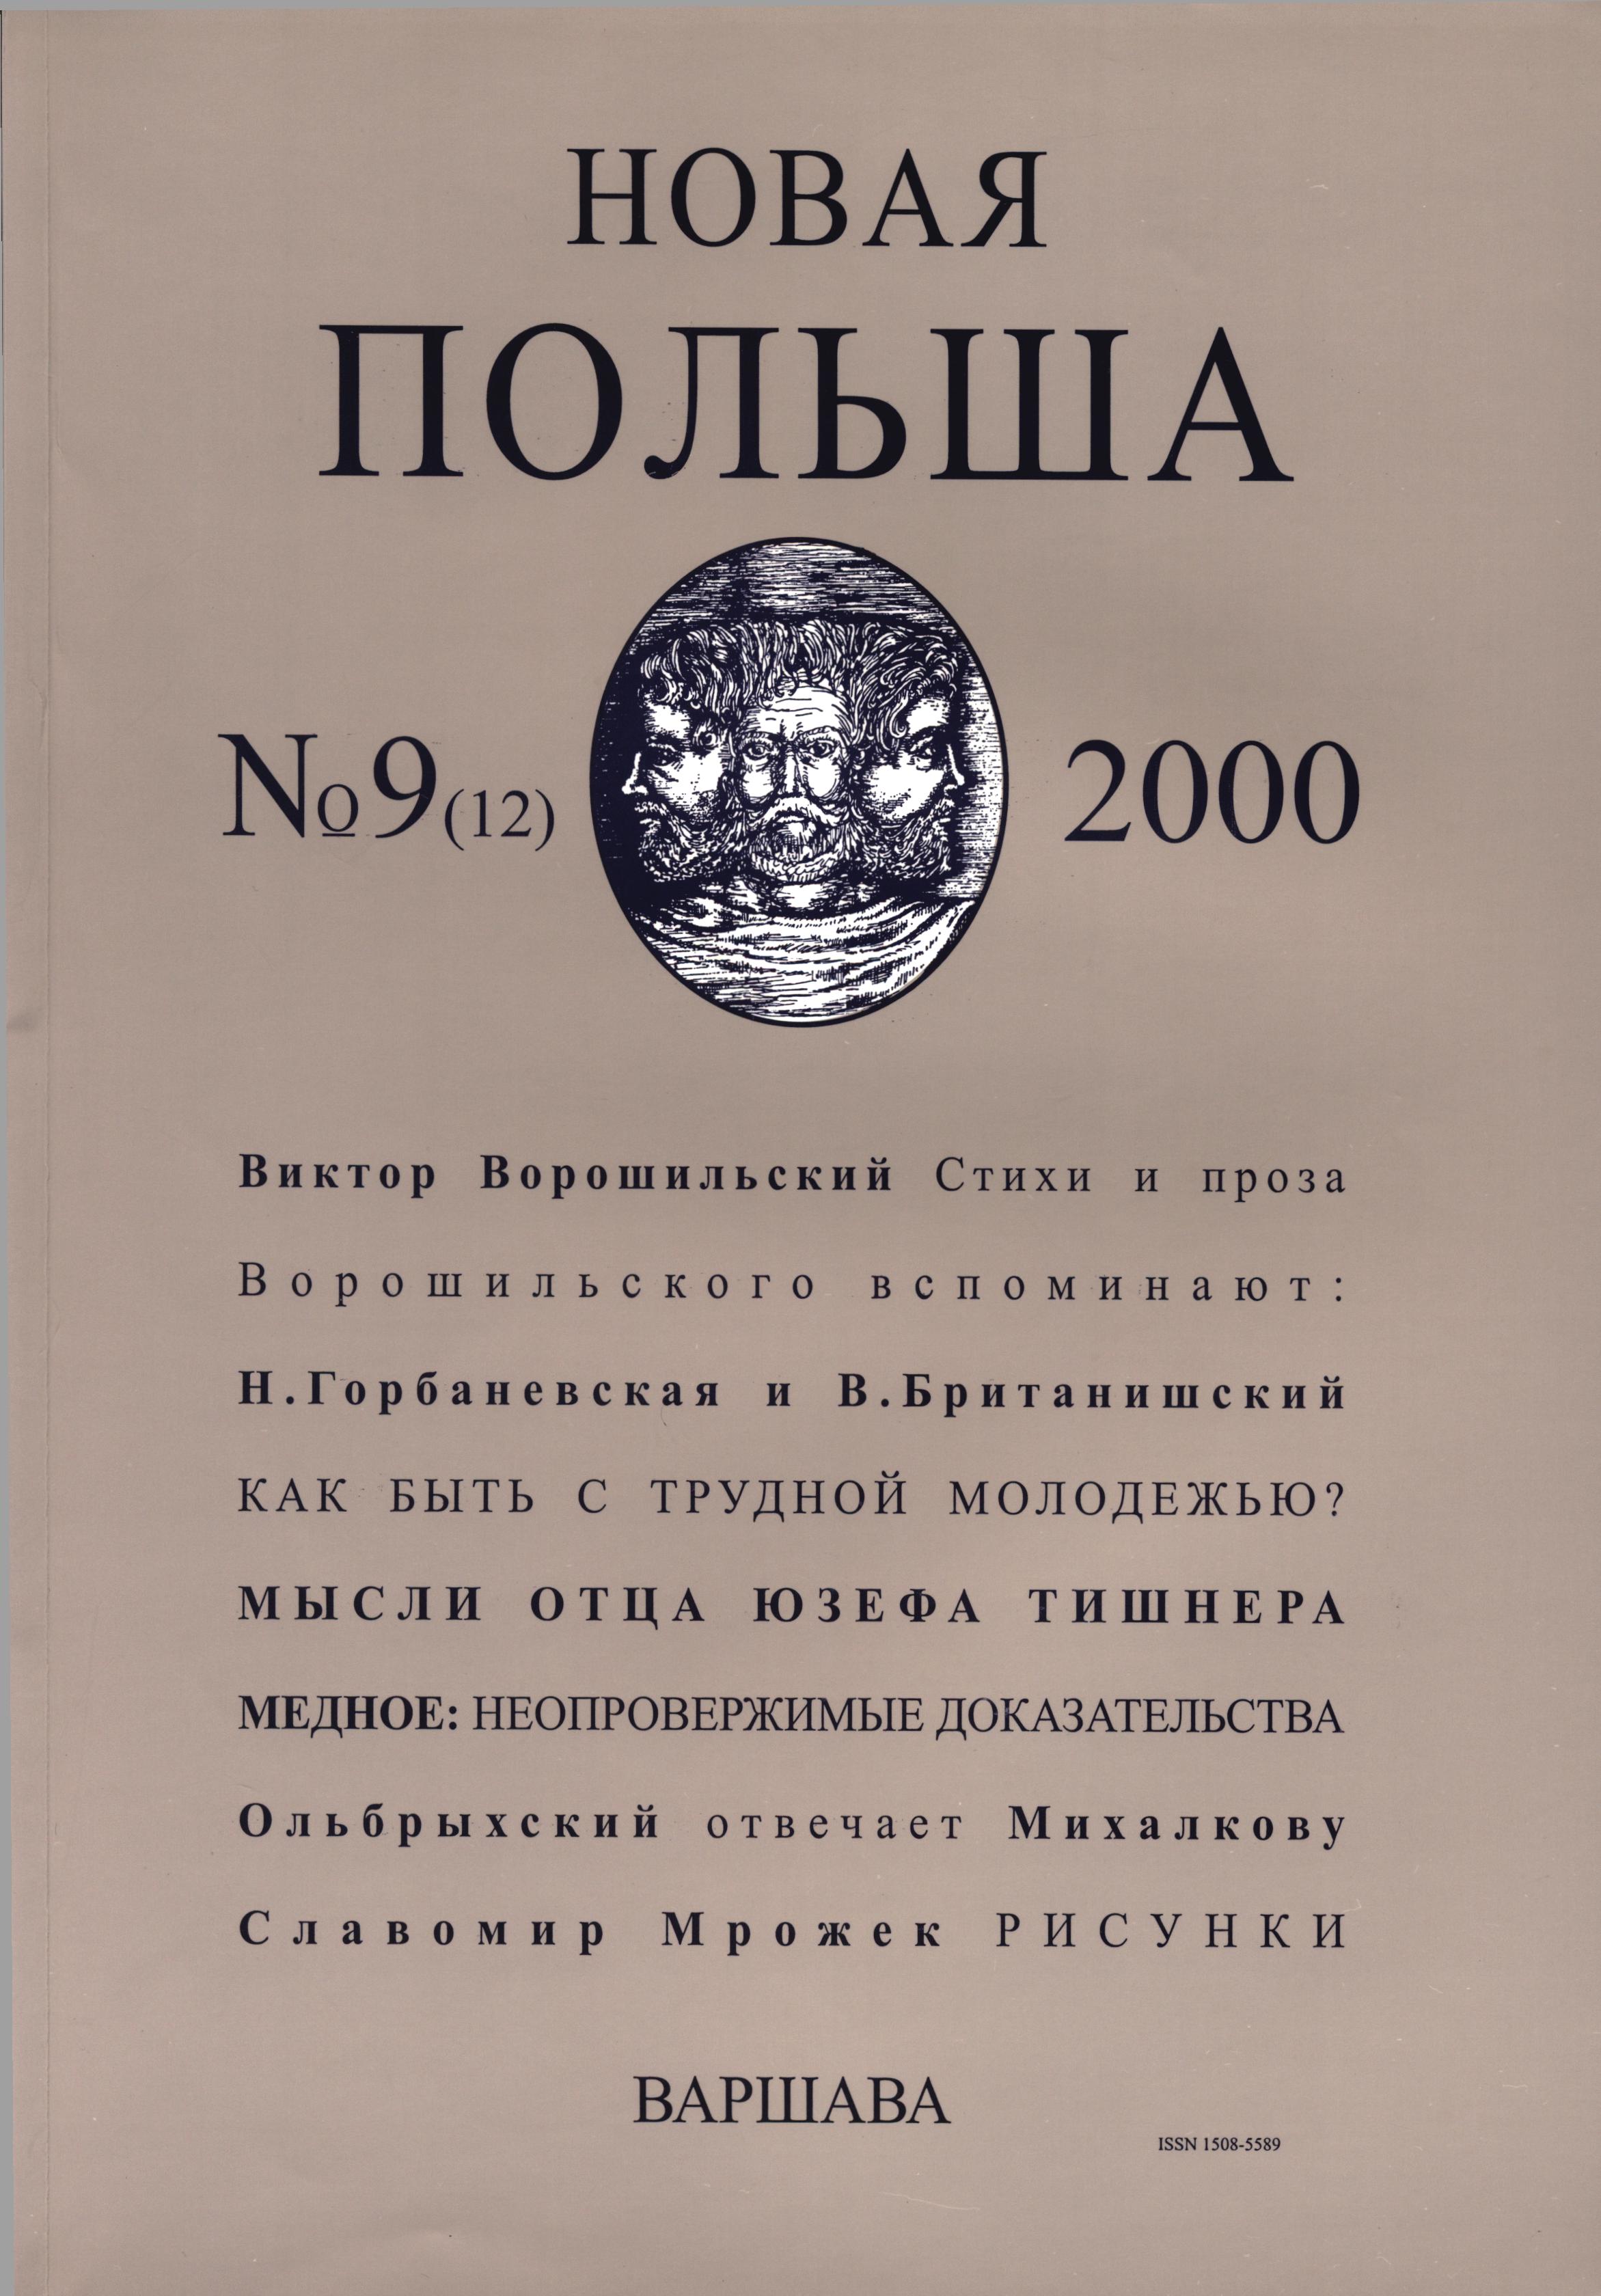 НОВАЯ
ПОЛЬША
№9(12) 2000
Виктор Ворошильский Стихи и проза
Ворошильского вспоминают:
Н.Горбаневская и В.Британишский
КАК БЫТЬ С ТРУДНОЙ МОЛОДЕЖЬЮ?
МЫСЛИ ОТЦА ЮЗЕФА ТИШНЕРА
МЕДНОЕ: НЕОПРОВЕРЖИМЫЕ ДОКАЗАТЕЛЬСТВА
Ольбрыхский отвечает Михалкову
Славомир Мрожек РИСУНКИ
ВАРШАВА
ISSN 1508-5589